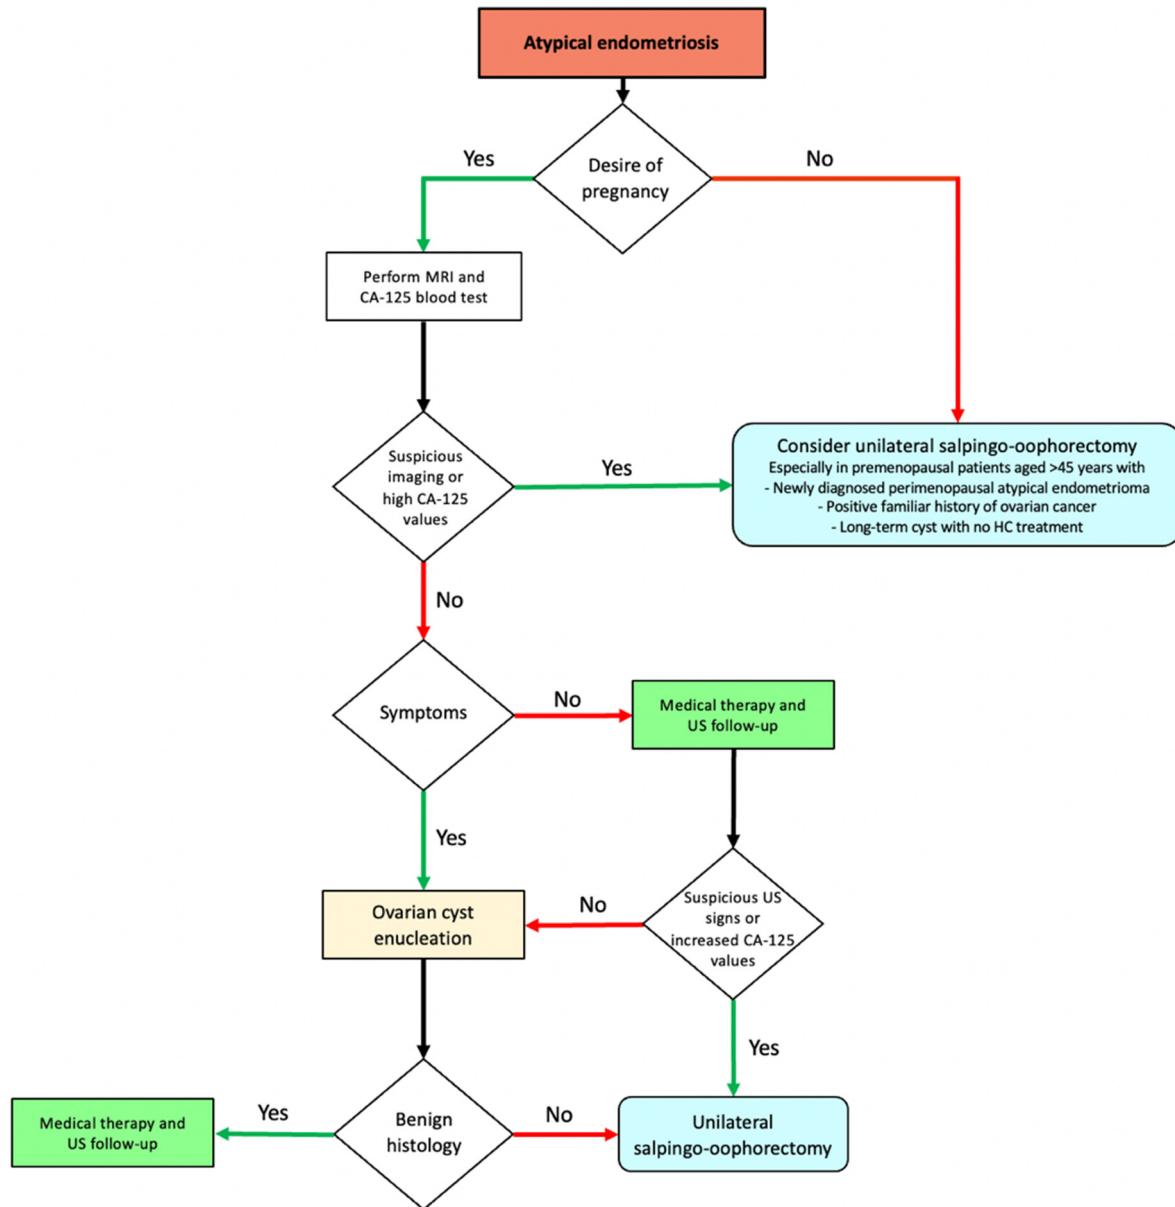 Atypical endometriosis
Yes
Desire of
pregnancy
No
Perform MRI and
CA-125 blood test
Suspicious
imaging or
high CA-125
values
Yes
Consider unilateral salpingo-oophorectomy
Especially in premenopausal patients aged >45 years with
- Newly diagnosed perimenopausal atypical endometrioma
- Positive familiar history of ovarian cancer
- Long-term cyst with no HC treatment
No
Symptoms
No
Medical therapy and
US follow-up
Yes
Ovarian cyst
enucleation
No
Suspicious US
signs or
increased CA-125
values
Yes
Medical therapy and
US follow-up
Yes
Benign
histology
No
Unilateral
salpingo-oophorectomy